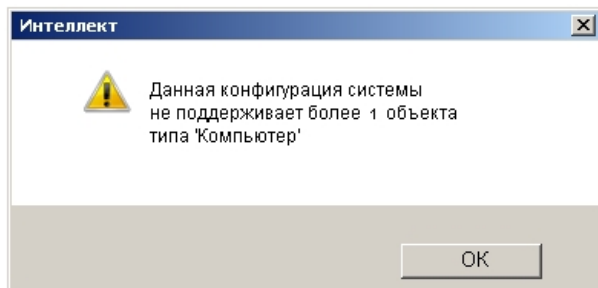 Интеллект
Данная конфигурация системы
не поддерживает более 1 объекта
типа 'Компьютер'
OK